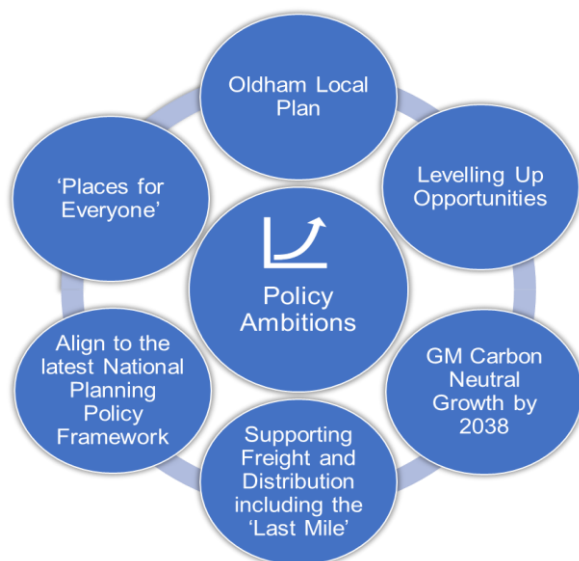 Oldham Local
Plan
Levelling Up
Opportunities
GM Carbon
Neutral
Growth by
2038
Supporting
Freight and
Distribution
including the
‘Last Mile’
Align to the
latest National
Planning
Policy
Framework
‘Places for
Everyone’
Policy
Ambitions